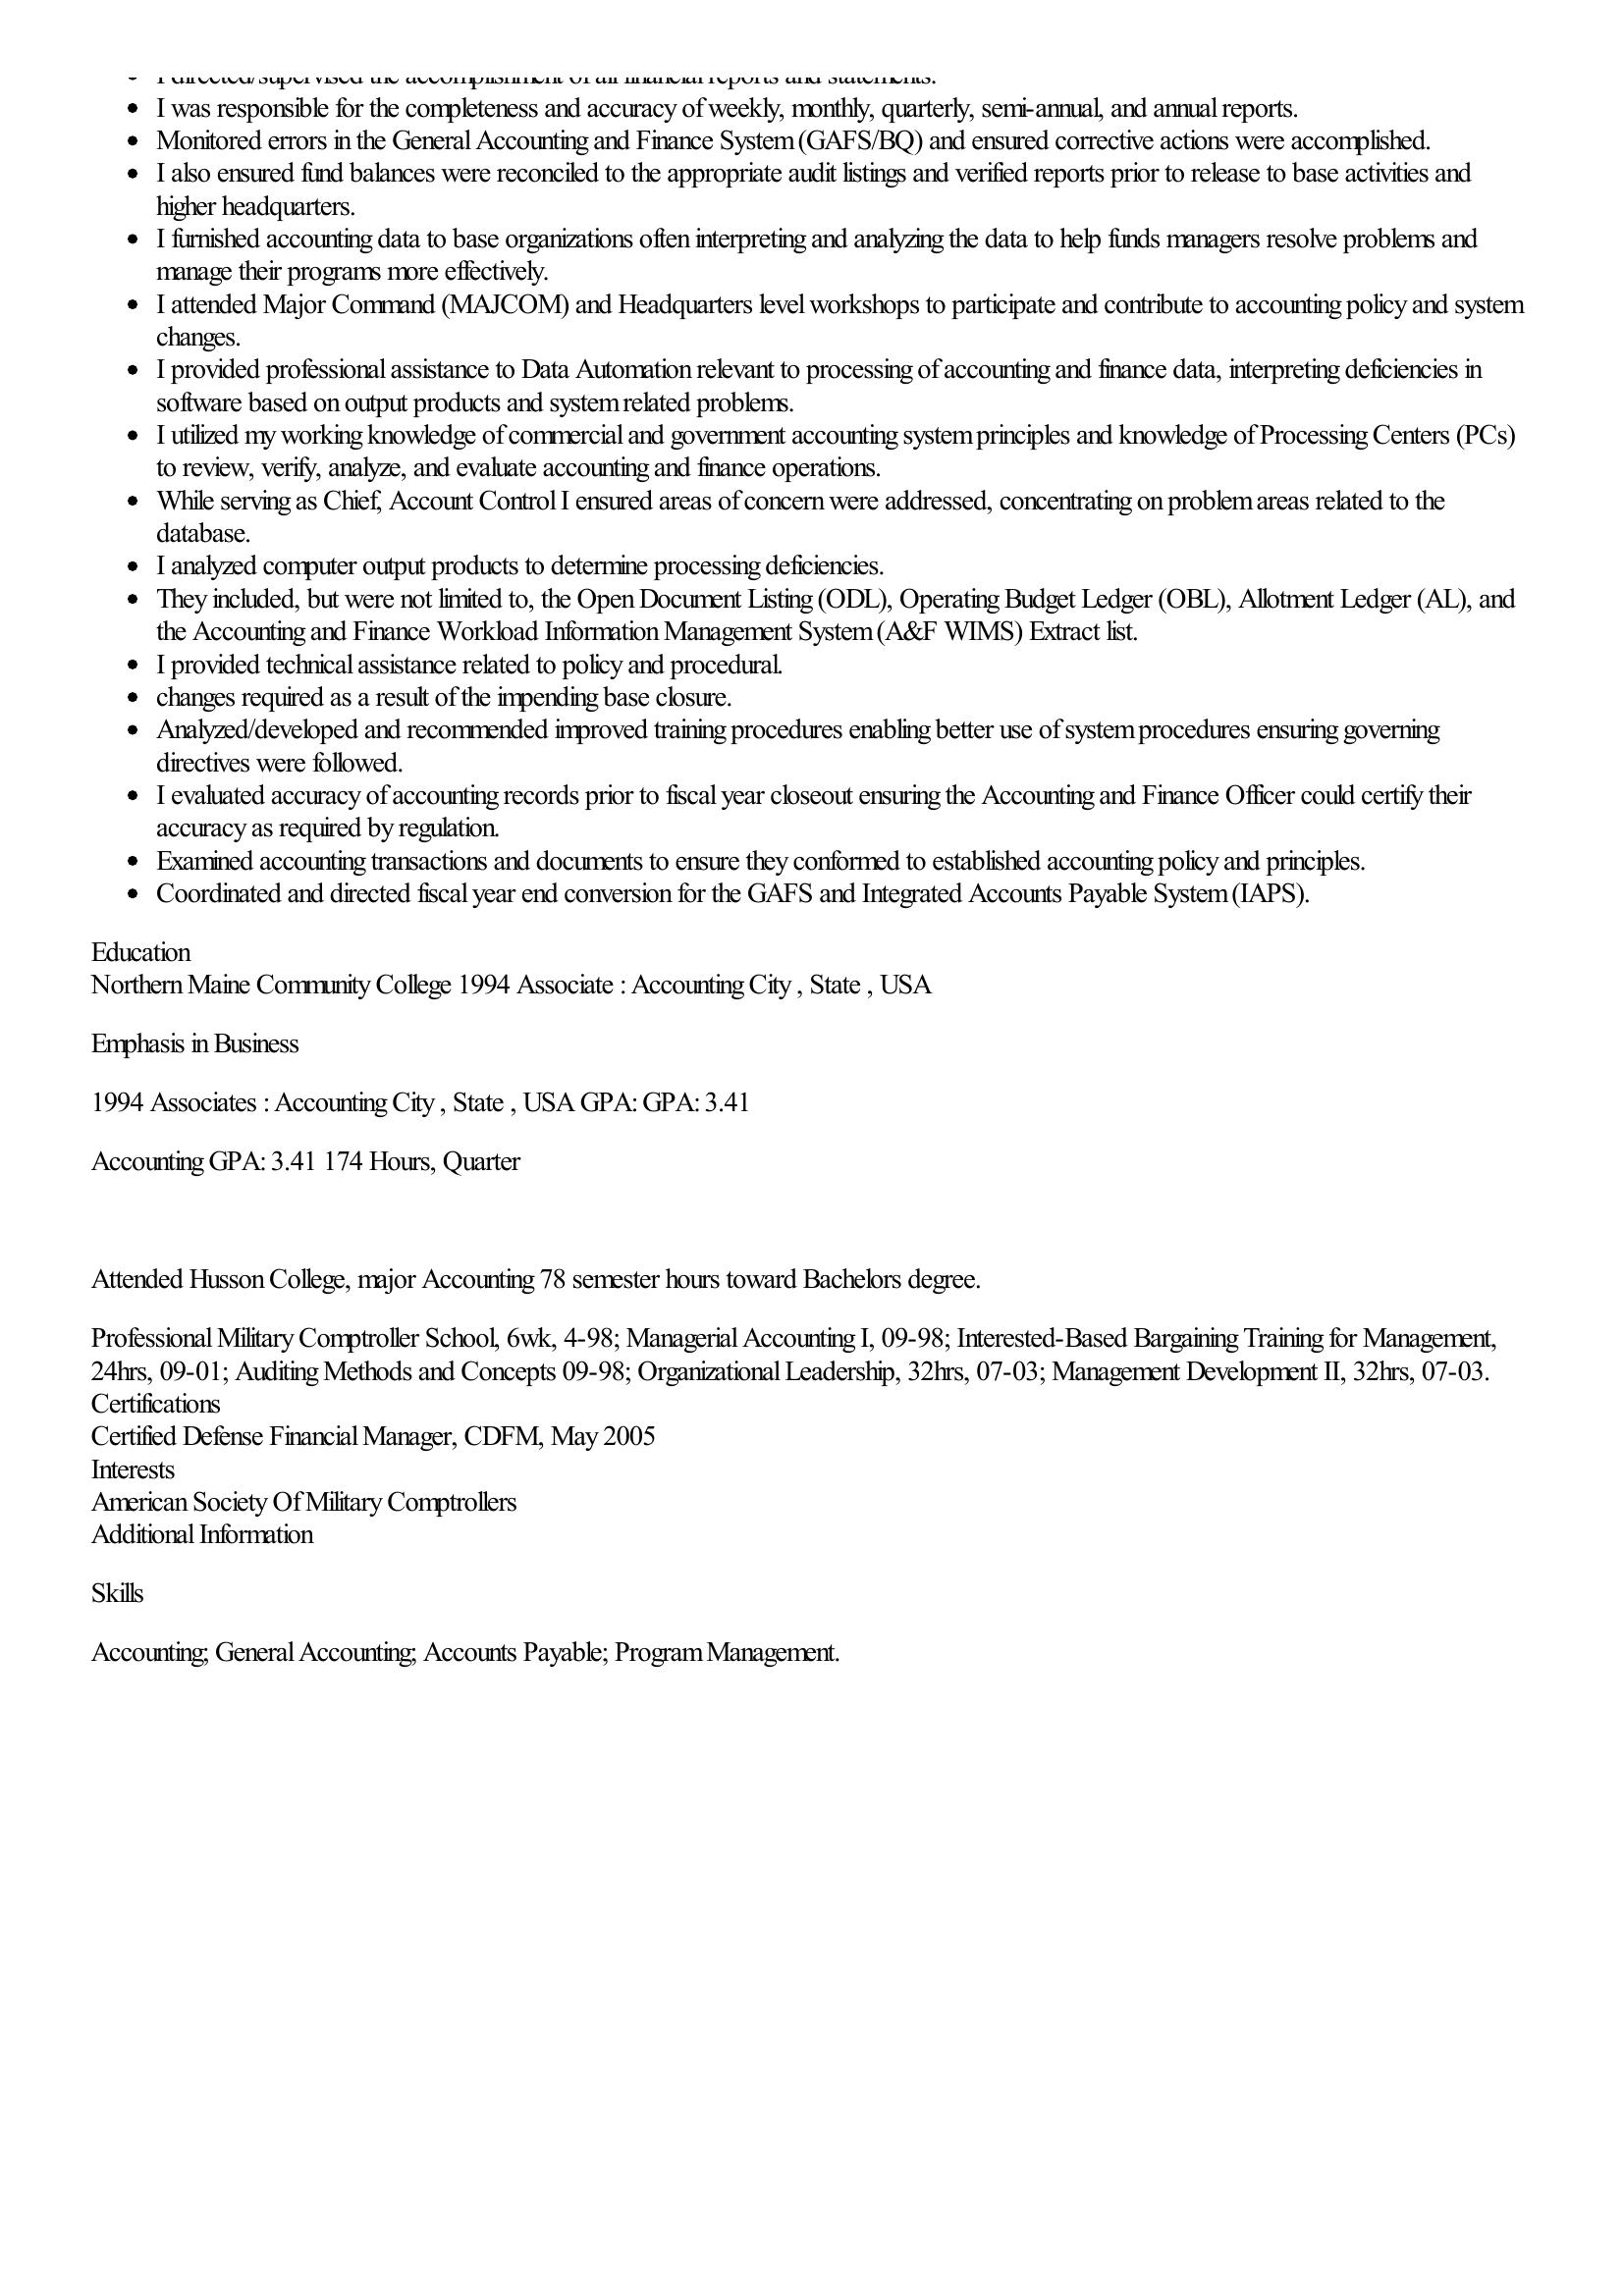 • I directed/supervised the accomplishment of all financial reports and statements.
• I was responsible for the completeness and accuracy of weekly, monthly, quarterly, semi-annual, and annual reports.
• Monitored errors in the General Accounting and Finance System (GAFS/BQ) and ensured corrective actions were accomplished.
• I also ensured fund balances were reconciled to the appropriate audit listings and verified reports prior to release to base activities and
higher headquarters.
• I furnished accounting data to base organizations often interpreting and analyzing the data to help funds managers resolve problems and
manage their programs more effectively.
• I attended Major Command (MAJCOM) and Headquarters level workshops to participate and contribute to accounting policy and system
changes.
• I provided professional assistance to Data Automation relevant to processing of accounting and finance data, interpreting deficiencies in
software based on output products and system related problems.
• I utilized my working knowledge of commercial and government accounting system principles and knowledge of Processing Centers (PCs)
to review, verify, analyze, and evaluate accounting and finance operations.
• While serving as Chief, Account Control I ensured areas of concern were addressed, concentrating on problem areas related to the
database.
• I analyzed computer output products to determine processing deficiencies.
• They included, but were not limited to, the Open Document Listing (ODL), Operating Budget Ledger (OBL), Allotment Ledger (AL), and
the Accounting and Finance Workload Information Management System (A&F WIMS) Extract list.
• I provided technical assistance related to policy and procedural.
• changes required as a result of the impending base closure.
• Analyzed/developed and recommended improved training procedures enabling better use of system procedures ensuring governing
directives were followed.
• I evaluated accuracy of accounting records prior to fiscal year closeout ensuring the Accounting and Finance Officer could certify their
accuracy as required by regulation.
• Examined accounting transactions and documents to ensure they conformed to established accounting policy and principles.
• Coordinated and directed fiscal year end conversion for the GAFS and Integrated Accounts Payable System (IAPS).
Education
Northern Maine Community College 1994 Associate : Accounting City , State , USA
Emphasis in Business
1994 Associates : Accounting City , State , USA GPA: GPA: 3.41
Accounting GPA: 3.41 174 Hours, Quarter
Attended Husson College, major Accounting 78 semester hours toward Bachelors degree.
Professional Military Comptroller School, 6wk, 4-98; Managerial Accounting I, 09-98; Interested-Based Bargaining Training for Management,
24hrs, 09-01; Auditing Methods and Concepts 09-98; Organizational Leadership, 32hrs, 07-03; Management Development II, 32hrs, 07-03.
Certifications
Certified Defense Financial Manager, CDFM, May 2005
Interests
American Society Of Military Comptrollers
Additional Information
Skills
Accounting; General Accounting; Accounts Payable; Program Management.